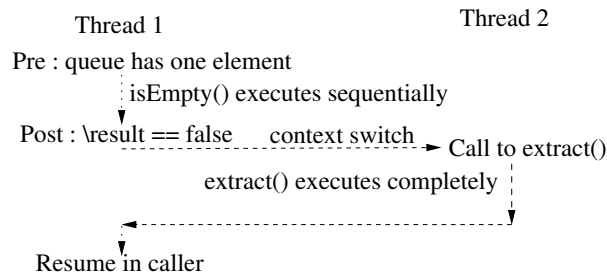 Thread 1
Thread 2
Pre : queue has one element
isEmpty() executes sequentially
Post : \result == false
context switch
Call to extract()
extract() executes completely
Resume in caller